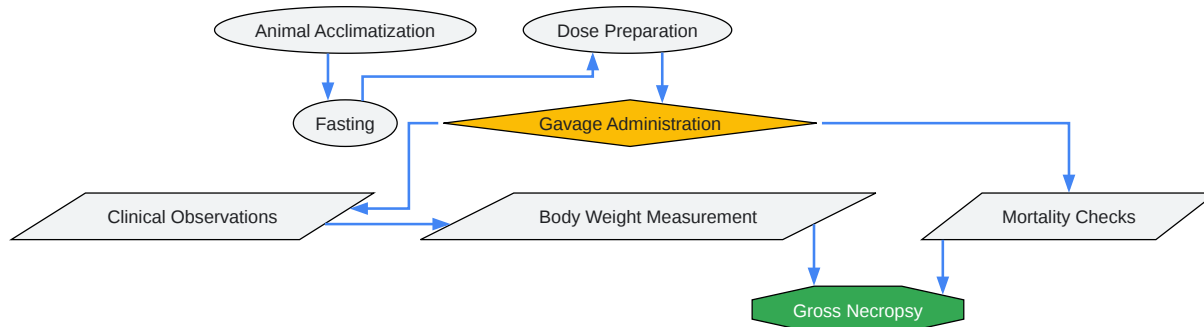 Animal Acclimatization
Dose Preparation
Fasting
Gavage Administration
Clinical Observations
Body Weight Measurement
Mortality Checks
Gross Necropsy